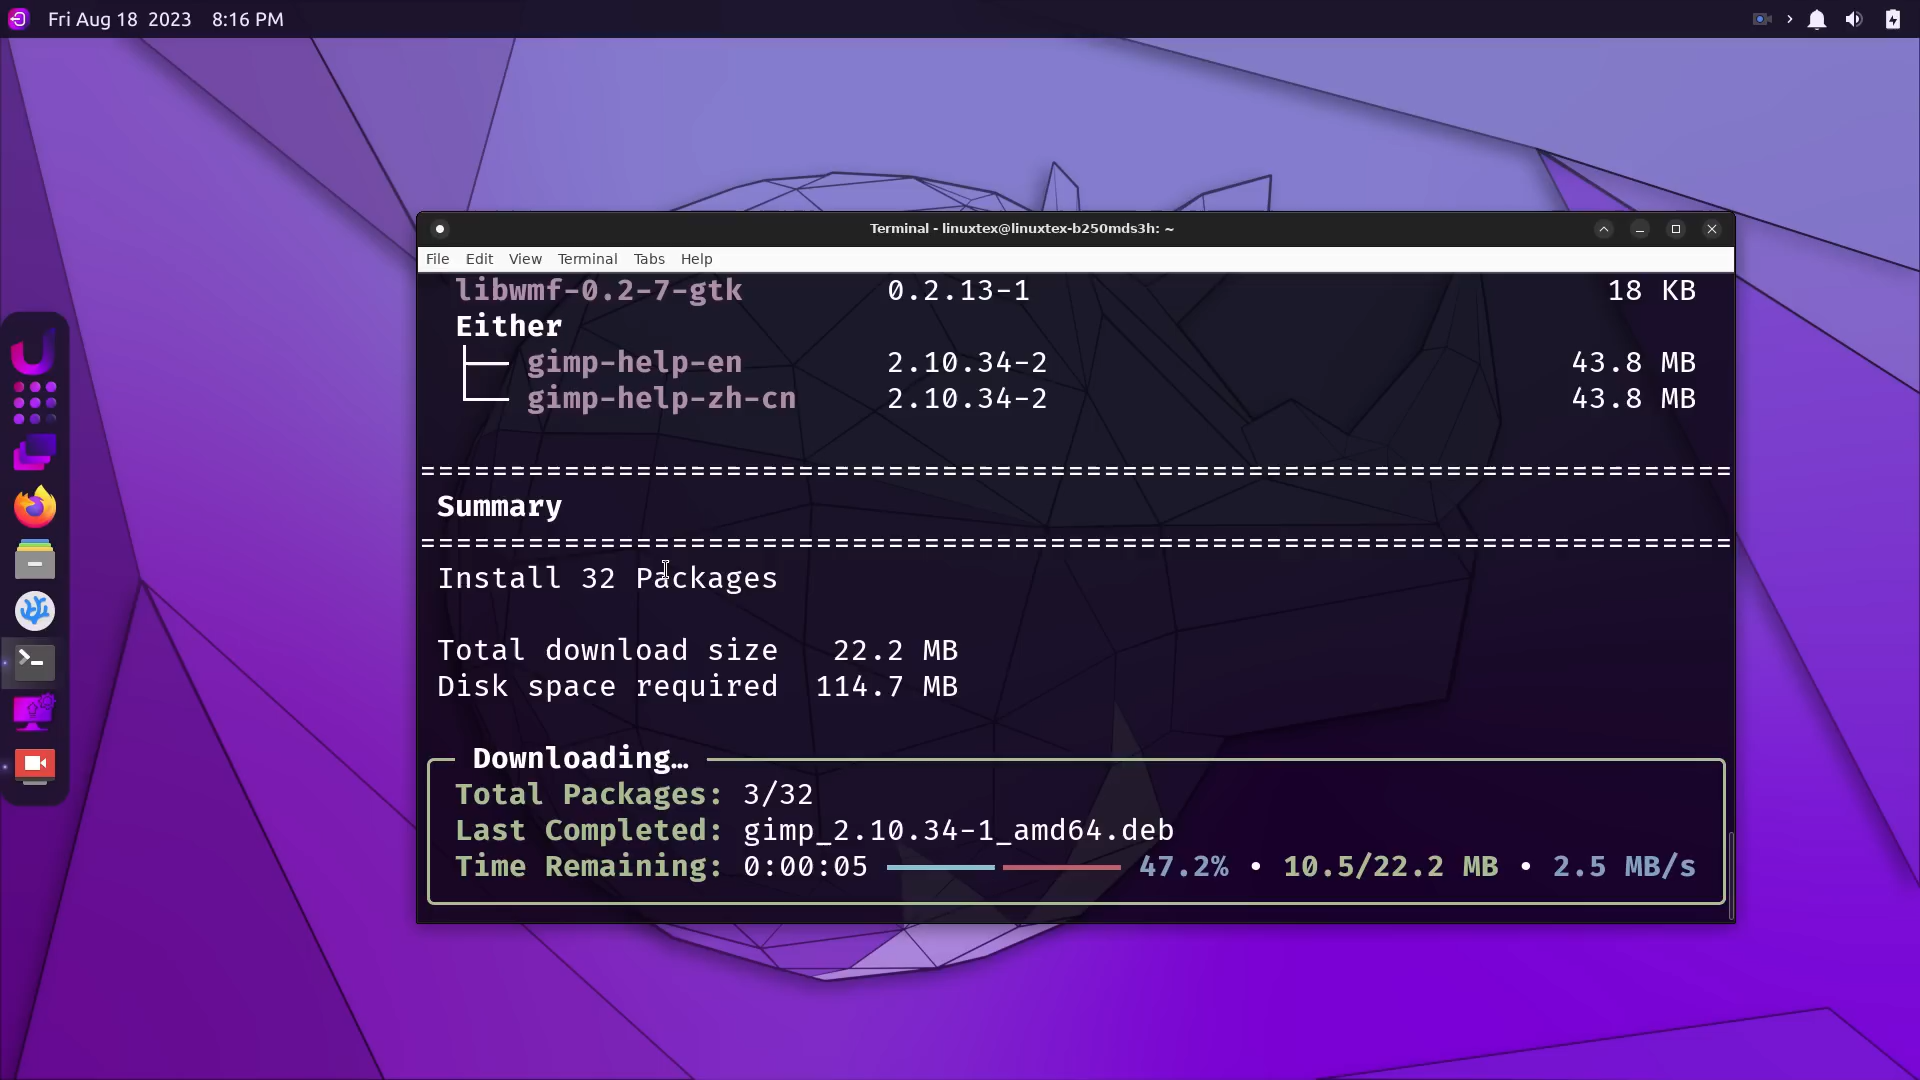 Fri Aug 18 2023 8:16 PM
Terminal - linuxtex@linuxtex-b250mds3h: ~
File Edit View Terminal Tabs Help
libwmf-0.2-7-gtk 0.2.13-1 18 KB
Either
├── gimp-help-en 2.10.34-2 43.8 MB
└── gimp-help-zh-cn 2.10.34-2 43.8 MB
=========================================================================
Summary
=========================================================================
Install 32 Packages
Total download size 22.2 MB
Disk space required 114.7 MB
Downloading…
Total Packages: 3/32
Last Completed: gimp_2.10.34-1_amd64.deb
Time Remaining: 0:00:05 47.2% • 10.5/22.2 MB • 2.5 MB/s